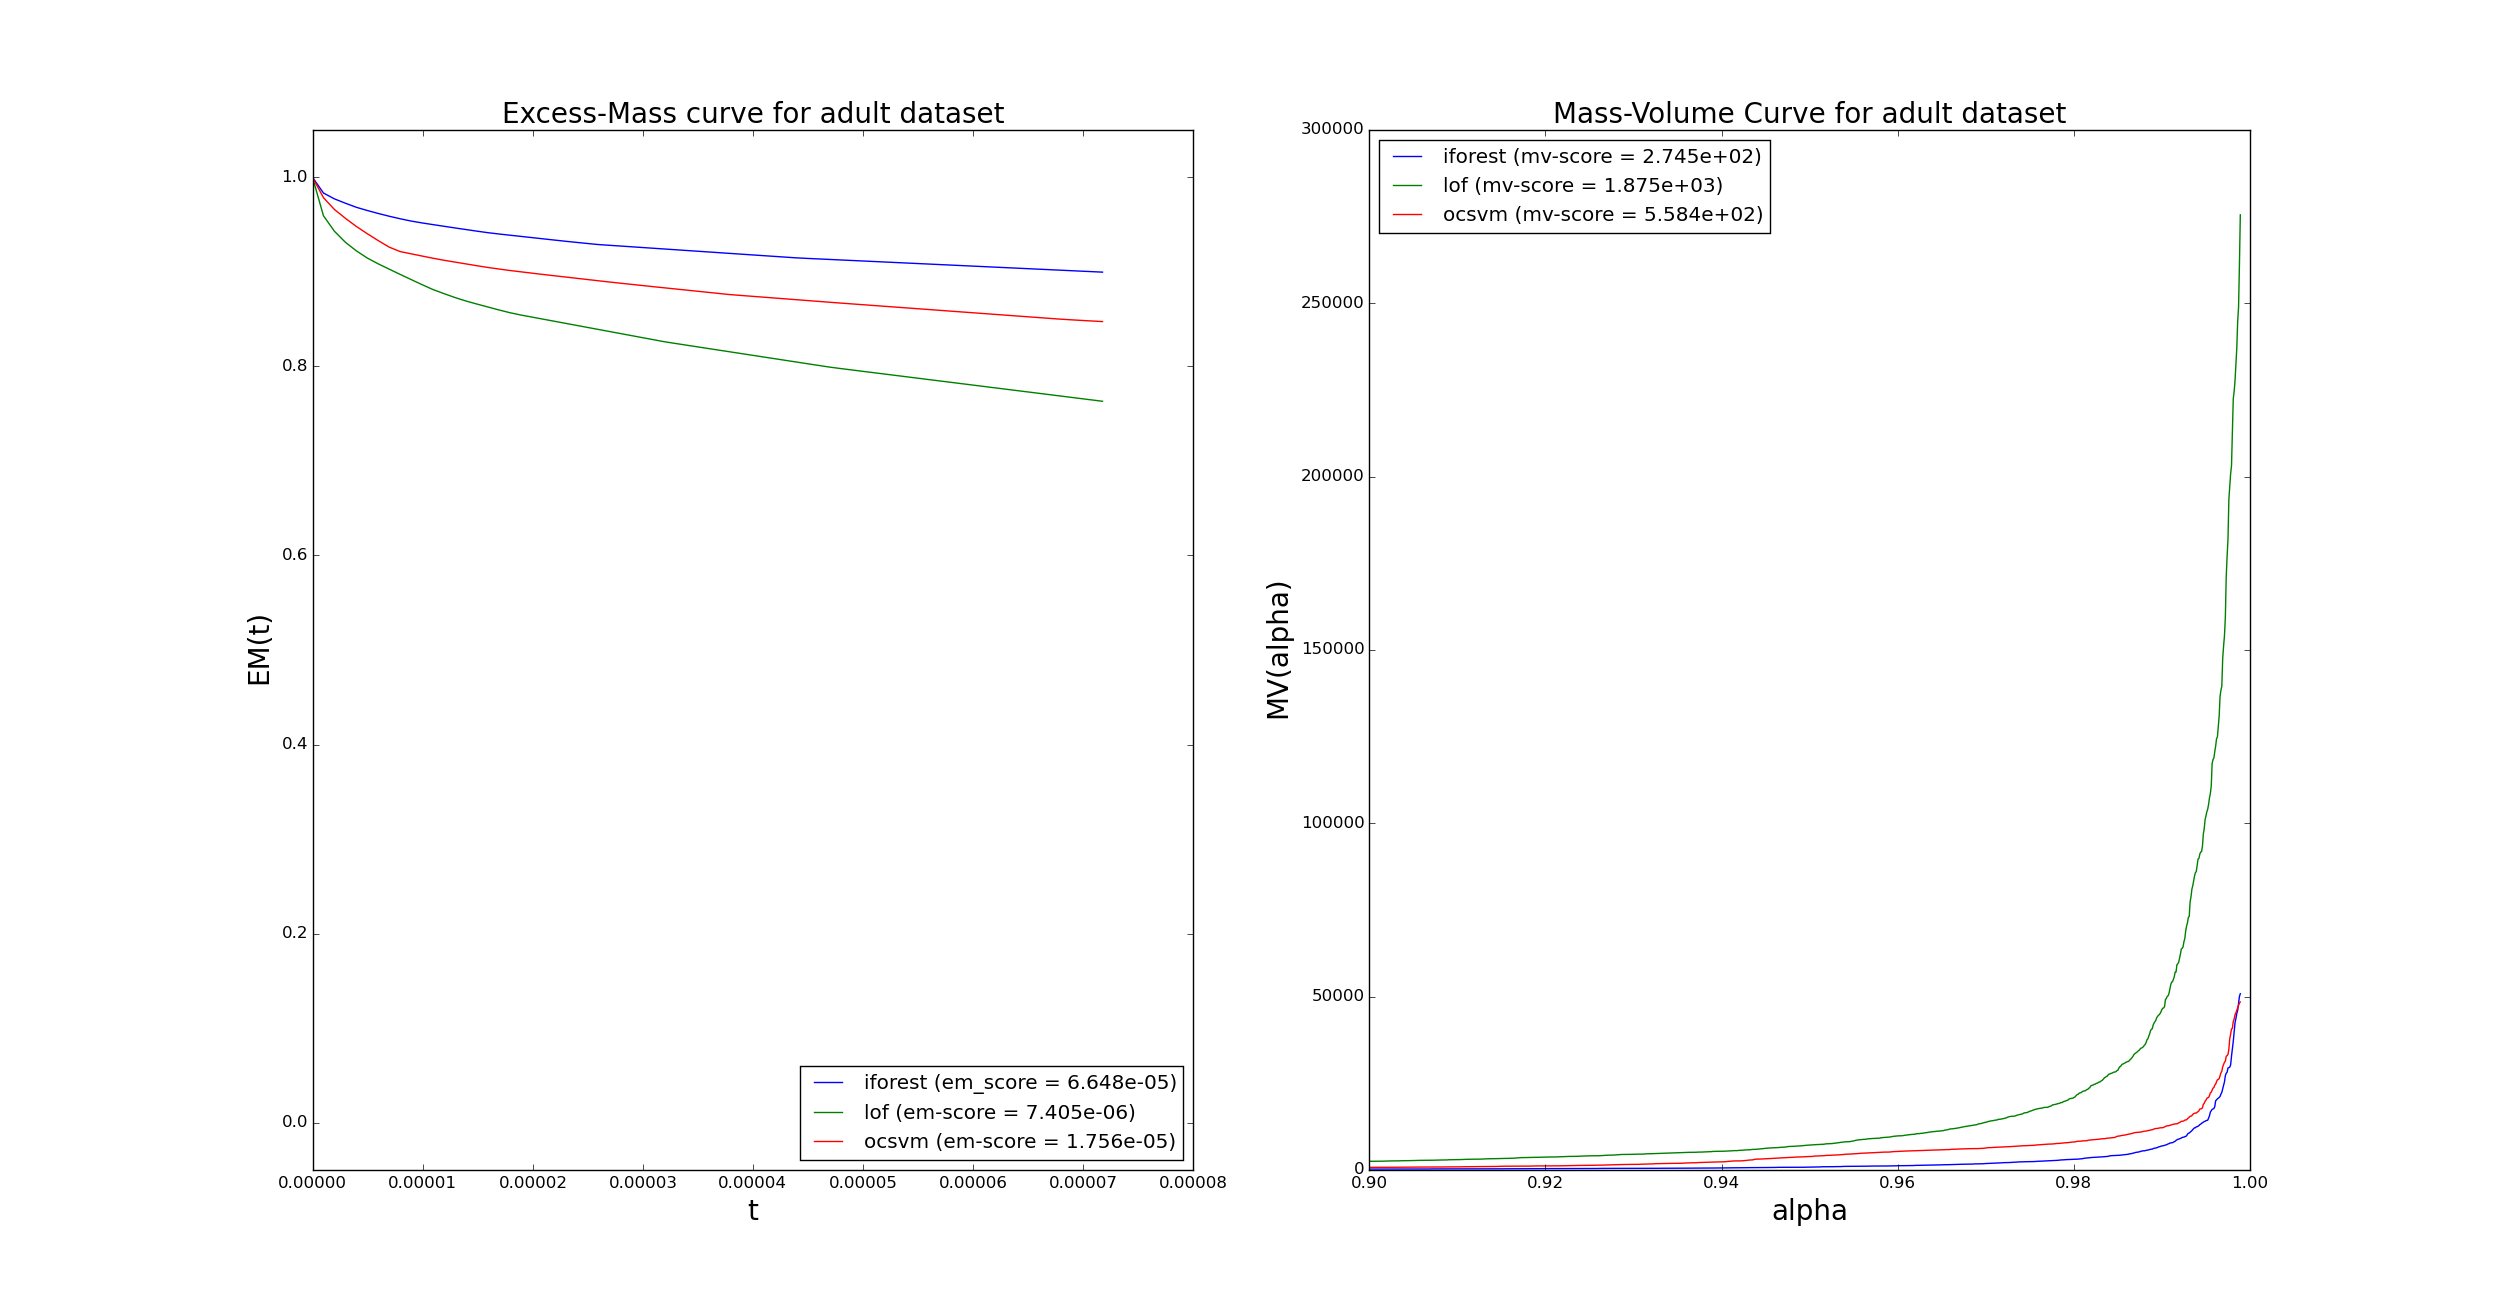 Excess-Mass curve for adult dataset
1.0
0.8
0.6
0.4
0.2
0.0
EM(t)
iforest (em_score = 6.648e-05)
lof (em-score = 7.405e-06)
ocsvm (em-score = 1.756e-05)
0.00000 0.00001 0.00002 0.00003 0.00004 0.00005 0.00006 0.00007 0.00008
t
Mass-Volume Curve for adult dataset
300000
250000
200000
150000
100000
50000
0
MV(alpha)
iforest (mv-score = 2.745e+02)
lof (mv-score = 1.875e+03)
ocsvm (mv-score = 5.584e+02)
0.90 0.92 0.94 0.96 0.98 1.00
alpha